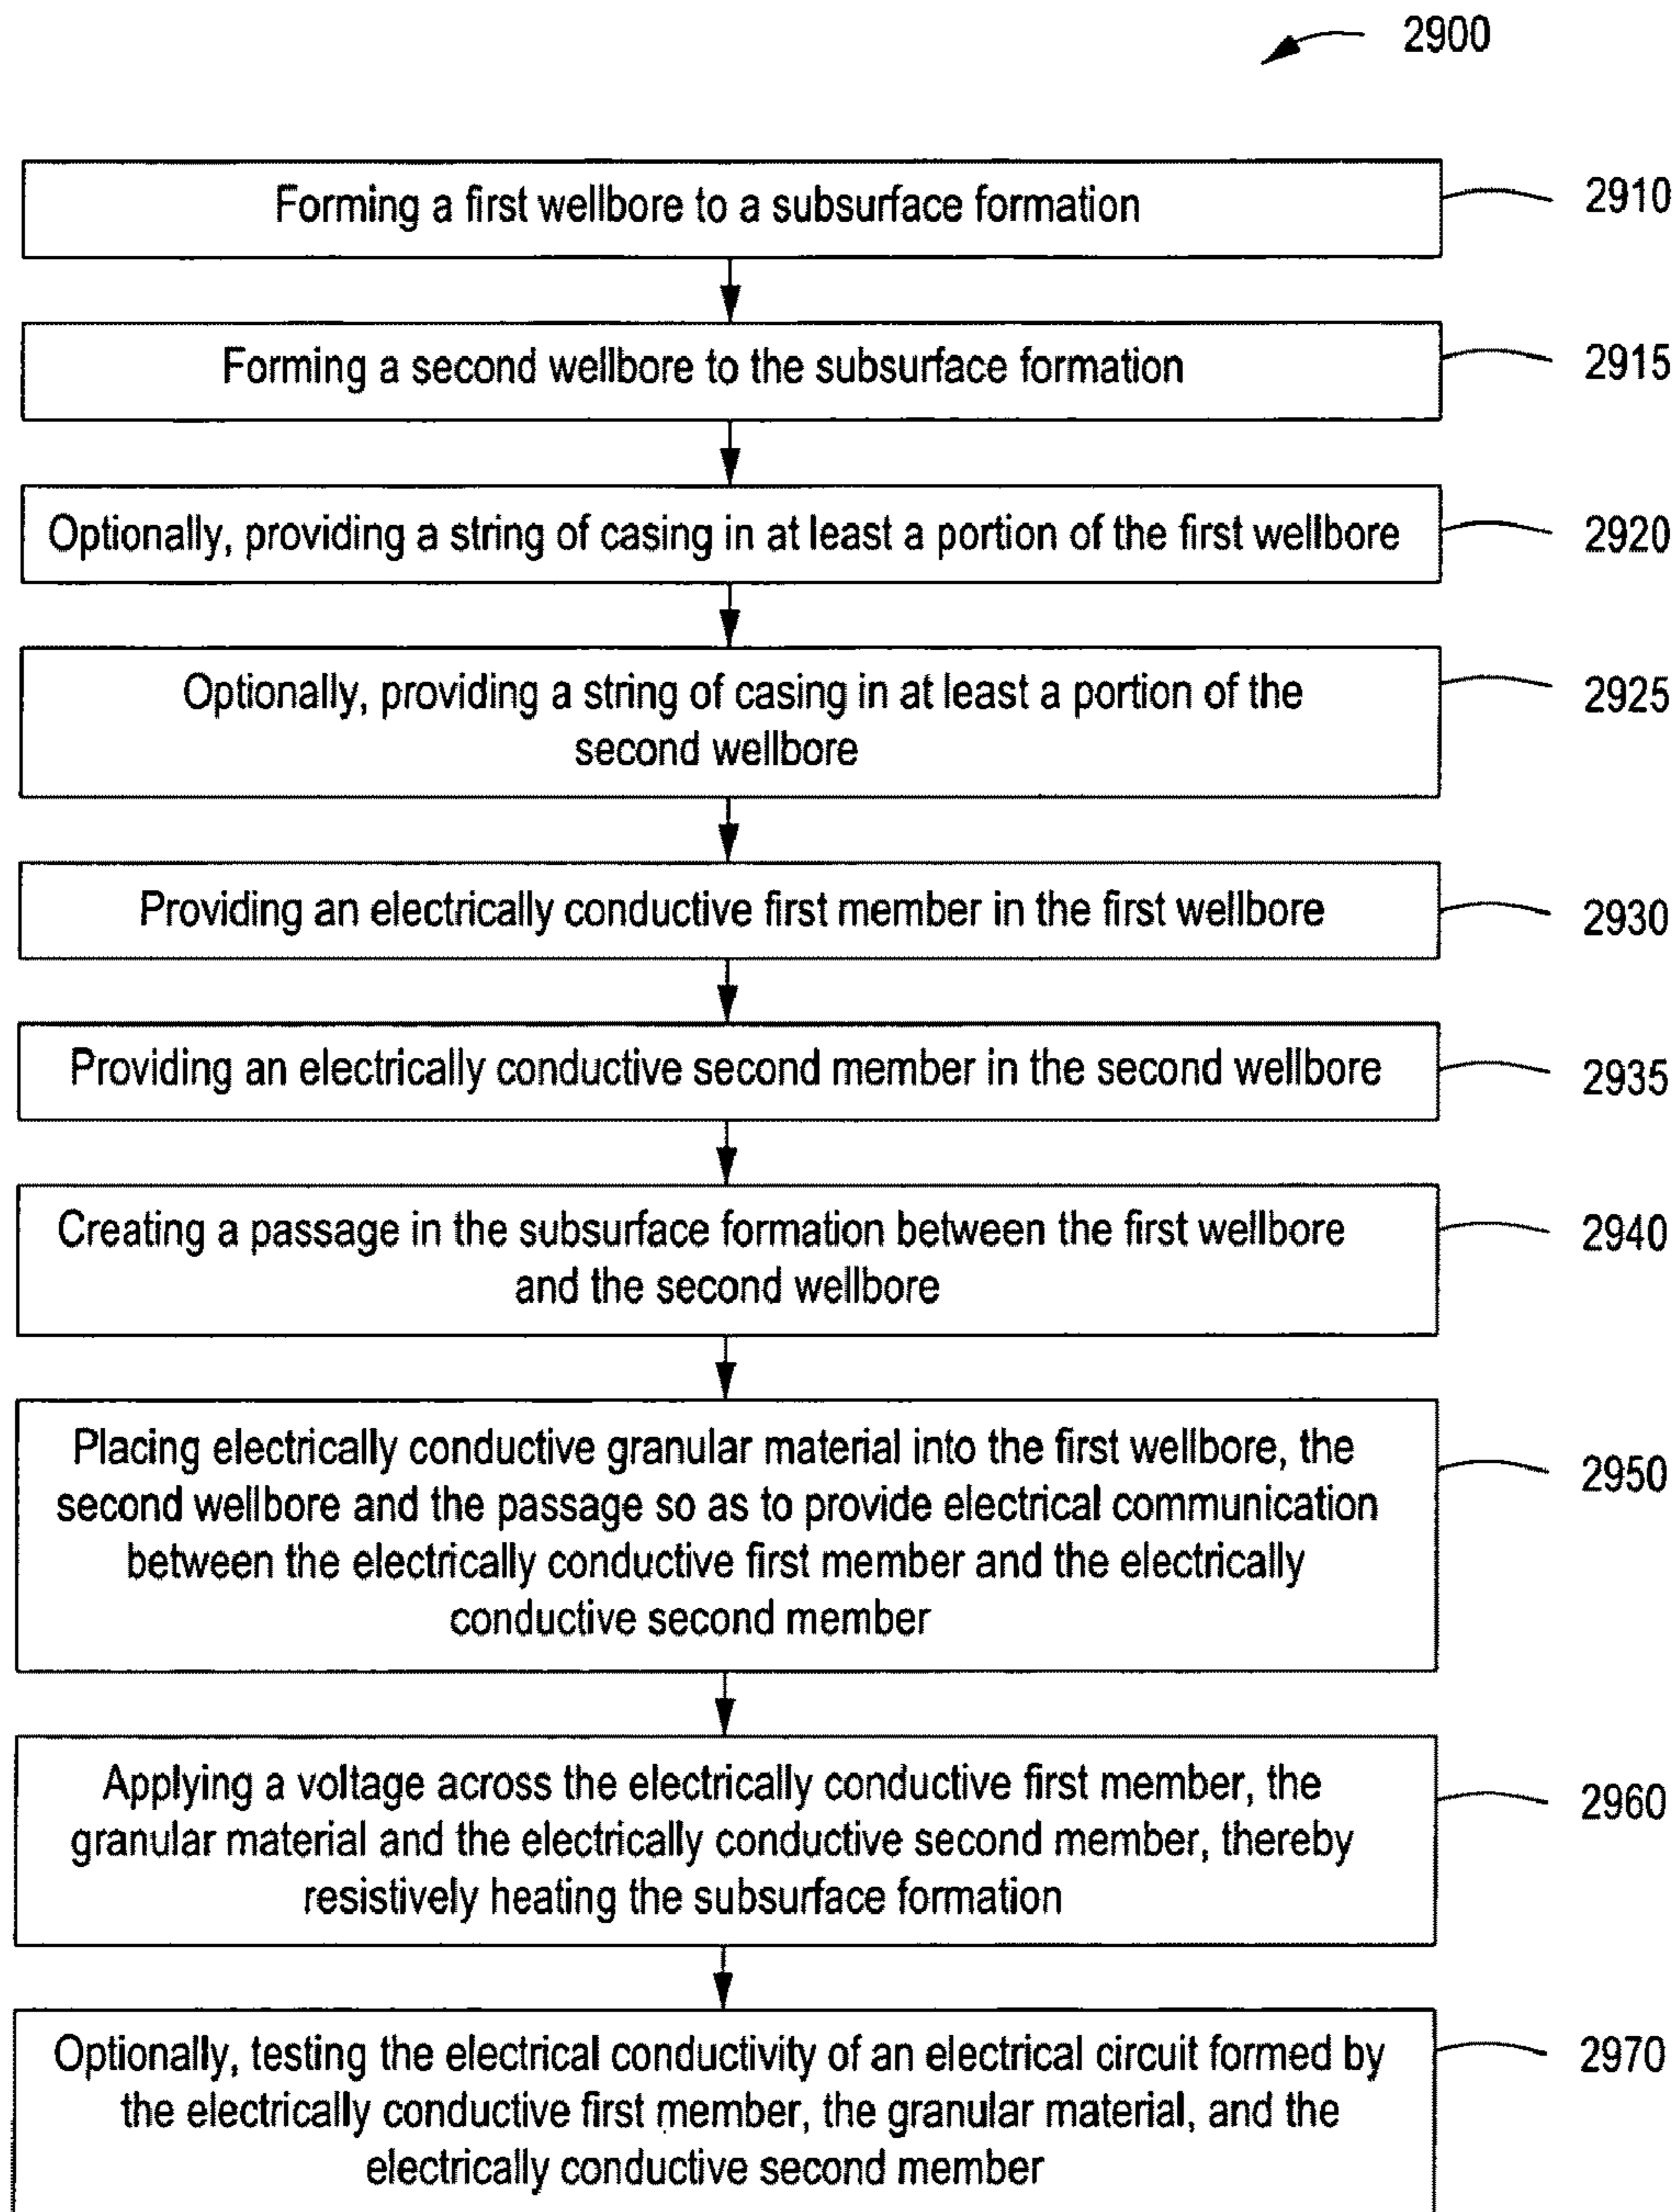 2900
Forming a first wellbore to a subsurface formation
2910
Forming a second wellbore to the subsurface formation
2915
Optionally, providing a string of casing in at least a portion of the first wellbore
2920
Optionally, providing a string of casing in at least a portion of the
second wellbore
2925
Providing an electrically conductive first member in the first wellbore
2930
Providing an electrically conductive second member in the second wellbore
2935
Creating a passage in the subsurface formation between the first wellbore
and the second wellbore
2940
Placing electrically conductive granular material into the first wellbore, the
second wellbore and the passage so as to provide electrical communication
between the electrically conductive first member and the electrically
conductive second member
2950
Applying a voltage across the electrically conductive first member, the
granular material and the electrically conductive second member, thereby
resistively heating the subsurface formation
2960
Optionally, testing the electrical conductivity of an electrical circuit formed by
the electrically conductive first member, the granular material, and the
electrically conductive second member
2970